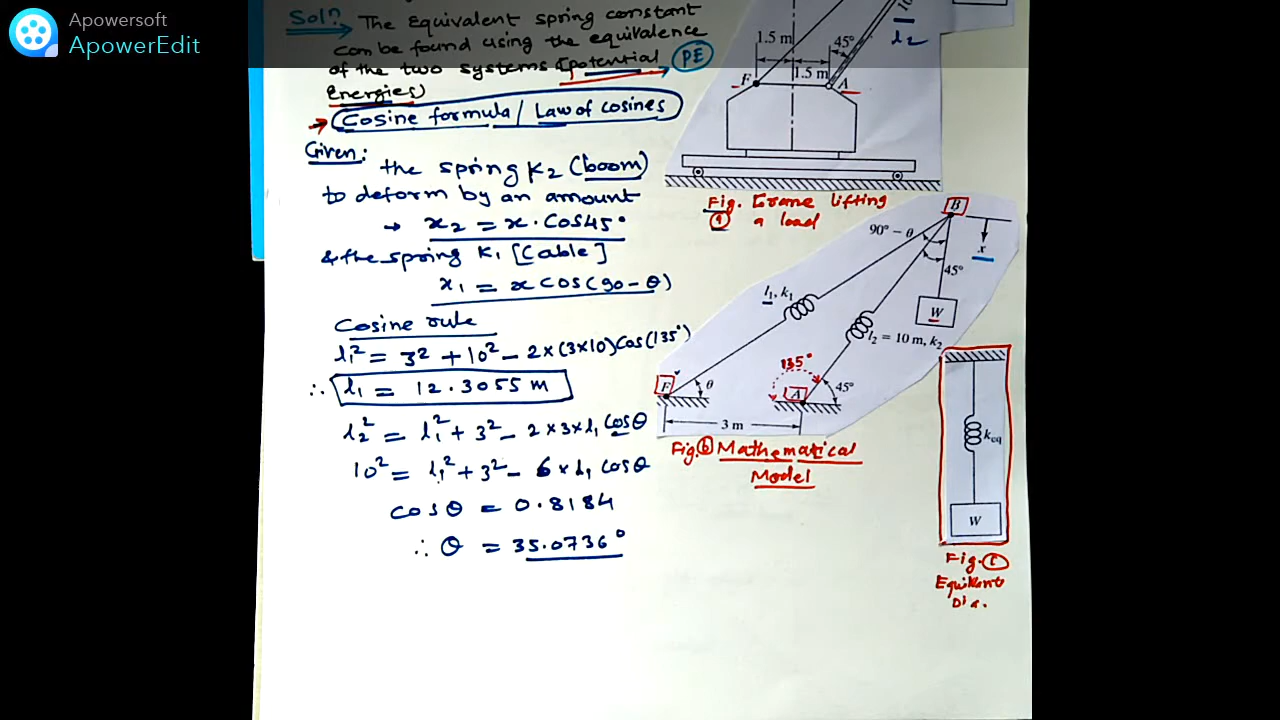 Apowersoft
ApowerEdit
Soln The Equivalent spring constant
can be found using the equivalence
of the two systems [potential PE
Energies]
→ Cosine formula / Law of cosines
Given: the spring K2 (boom)
to deform by an amount
→ x2 = x · Cos45°
& the spring K1 [Cable]
x1 = x cos(90 - θ)
Cosine rule
l1² = 3² + 10² - 2×(3×10) Cos(135°)
∴ l1 = 12.3055 m
l2² = l1² + 3² - 2×3×l1 cosθ
10² = l1² + 3² - 6 × l1 cosθ
cosθ = 0.8184
∴ θ = 35.0736°
l2
1.5 m
45°
1.5 m
F
A
Fig. Crane lifting
a load
B
90° - θ
x
45°
l1, k1
W
l2 = 10 m, k2
135°
F
θ
A
45°
3 m
Fig. b Mathematical
Model
keq
W
Fig. c
Equivlent
Dia.